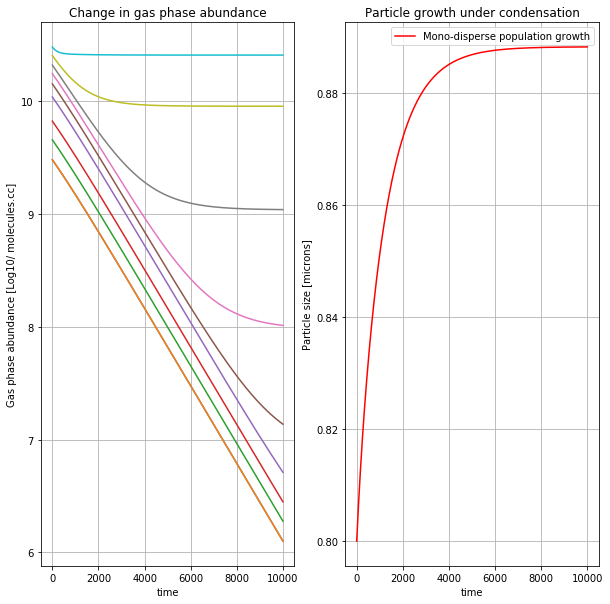 Change in gas phase abundance
Gas phase abundance [Log10/ molecules.cc]
10
9
8
7
6
0 2000 4000 6000 8000 10000
time
Particle growth under condensation
Mono-disperse population growth
Particle size [microns]
0.88
0.86
0.84
0.82
0.80
0 2000 4000 6000 8000 10000
time